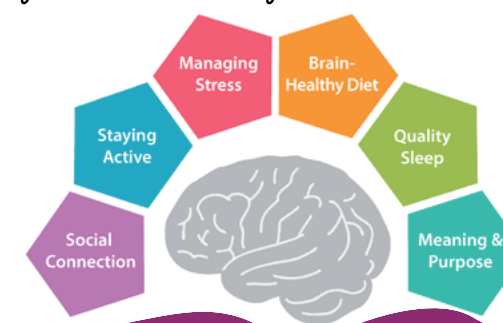 Managing
Stress
Brain-
Healthy Diet
Staying
Active
Quality
Sleep
Social
Connection
Meaning &
Purpose